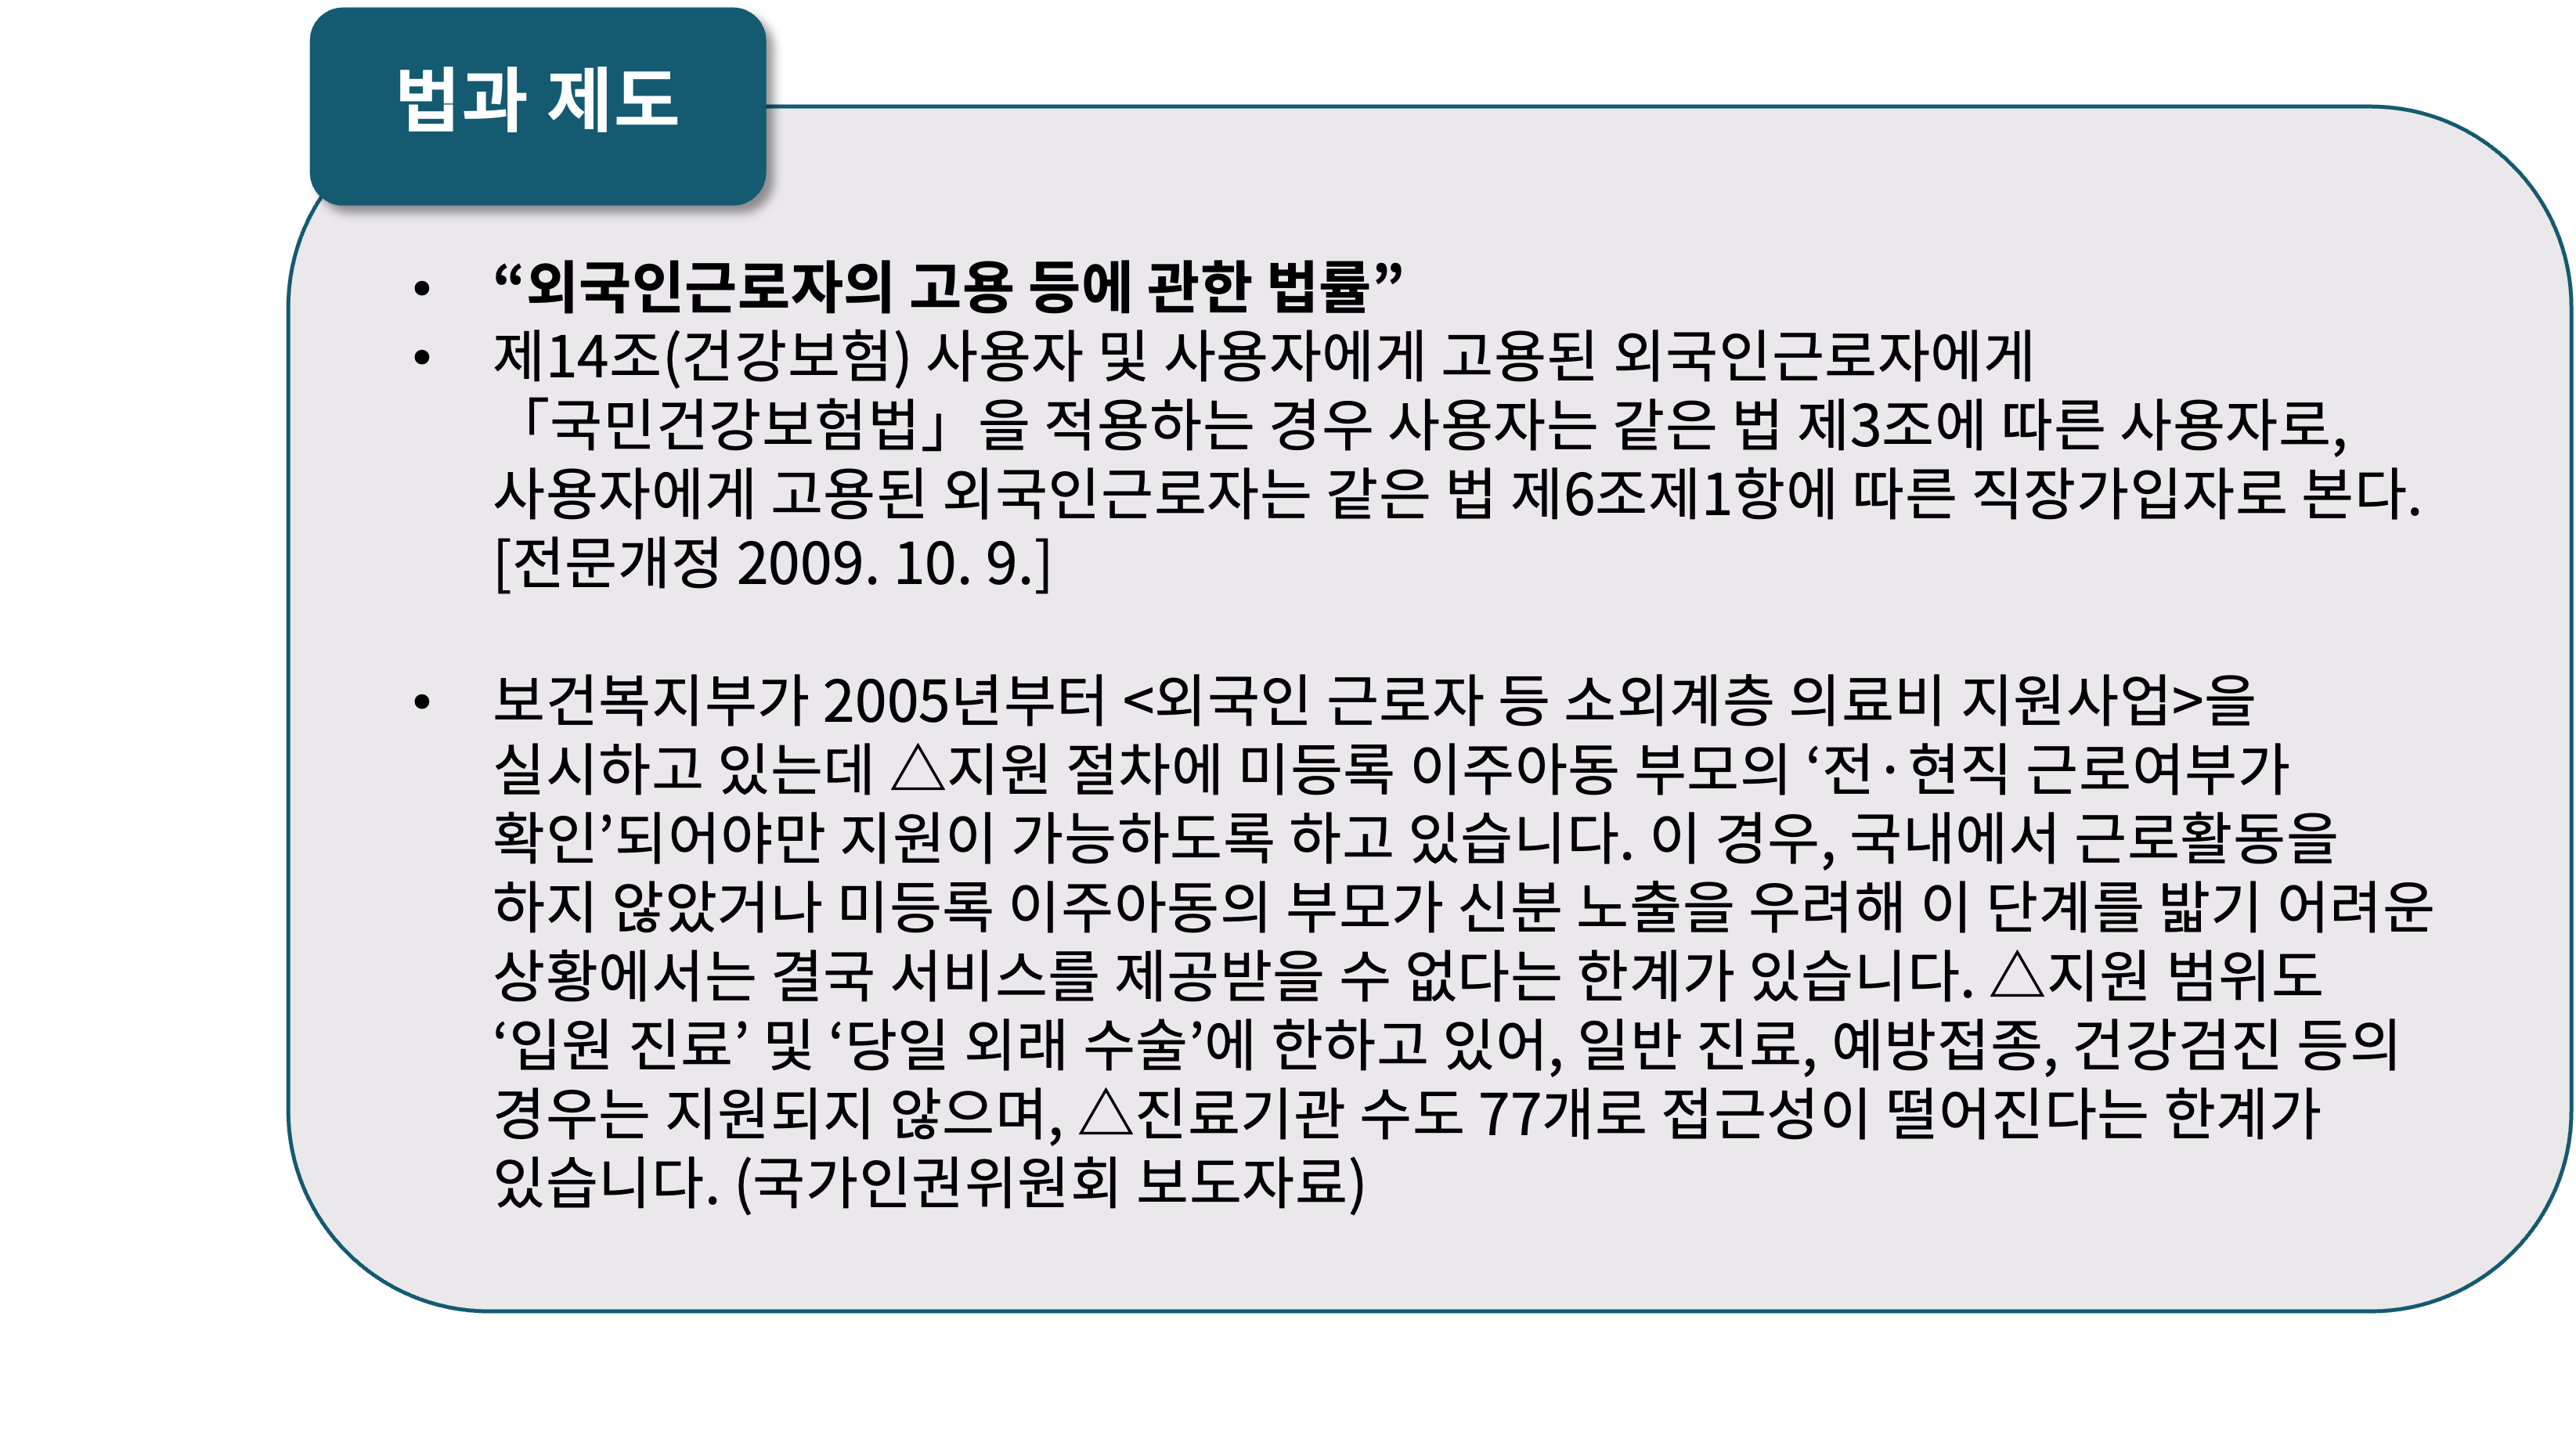 법과 제도
• “외국인근로자의 고용 등에 관한 법률”
• 제14조(건강보험) 사용자 및 사용자에게 고용된 외국인근로자에게
「국민건강보험법」을 적용하는 경우 사용자는 같은 법 제3조에 따른 사용자로,
사용자에게 고용된 외국인근로자는 같은 법 제6조제1항에 따른 직장가입자로 본다.
[전문개정 2009. 10. 9.]
• 보건복지부가 2005년부터 <외국인 근로자 등 소외계층 의료비 지원사업>을
실시하고 있는데 △지원 절차에 미등록 이주아동 부모의 ‘전·현직 근로여부가
확인’되어야만 지원이 가능하도록 하고 있습니다. 이 경우, 국내에서 근로활동을
하지 않았거나 미등록 이주아동의 부모가 신분 노출을 우려해 이 단계를 밟기 어려운
상황에서는 결국 서비스를 제공받을 수 없다는 한계가 있습니다. △지원 범위도
‘입원 진료’ 및 ‘당일 외래 수술’에 한하고 있어, 일반 진료, 예방접종, 건강검진 등의
경우는 지원되지 않으며, △진료기관 수도 77개로 접근성이 떨어진다는 한계가
있습니다. (국가인권위원회 보도자료)